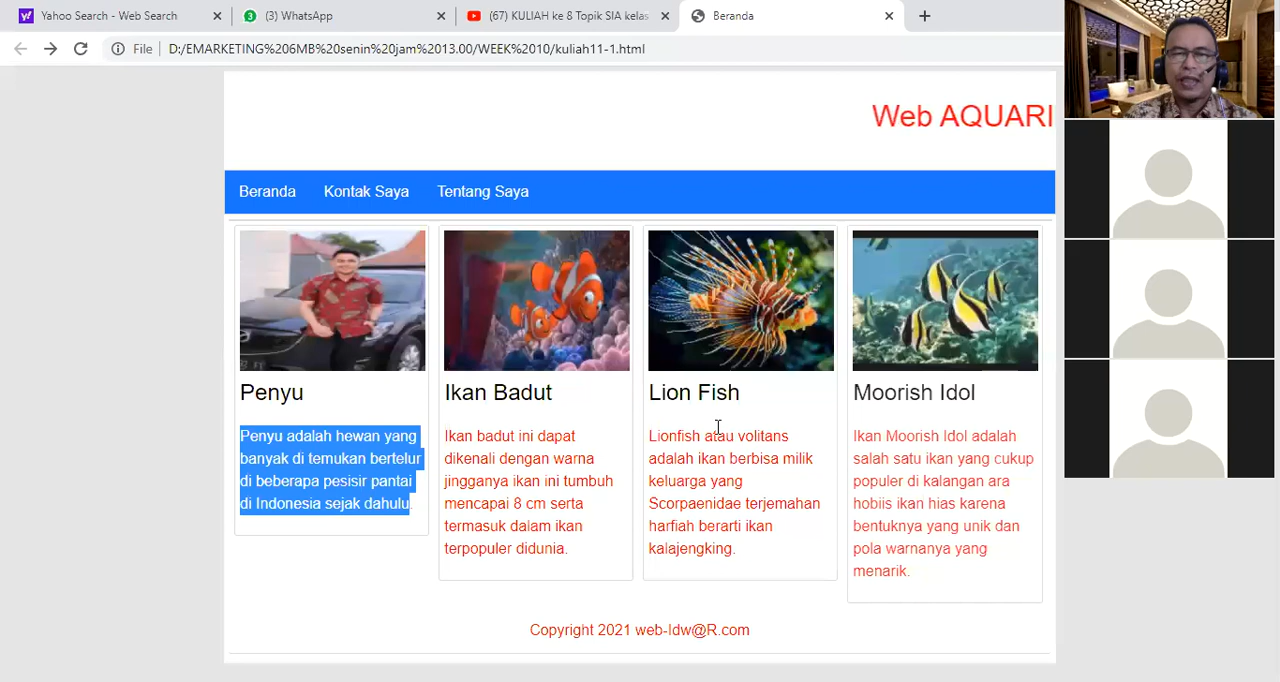 Yahoo Search - Web Search
(3) WhatsApp
(67) KULIAH ke 8 Topik SIA kelas
Beranda
File
D:/EMARKETING%206MB%20senin%20jam%2013.00/WEEK%2010/kuliah11-1.html
Web AQUARI
Beranda
Kontak Saya
Tentang Saya
Penyu
Penyu adalah hewan yang
banyak di temukan bertelur
di beberapa pesisir pantai
di Indonesia sejak dahulu.
Ikan Badut
Ikan badut ini dapat
dikenali dengan warna
jingganya ikan ini tumbuh
mencapai 8 cm serta
termasuk dalam ikan
terpopuler didunia.
Lion Fish
Lionfish atau volitans
adalah ikan berbisa milik
keluarga yang
Scorpaenidae terjemahan
harfiah berarti ikan
kalajengking.
Moorish Idol
Ikan Moorish Idol adalah
salah satu ikan yang cukup
populer di kalangan ara
hobiis ikan hias karena
bentuknya yang unik dan
pola warnanya yang
menarik.
Copyright 2021 web-Idw@R.com